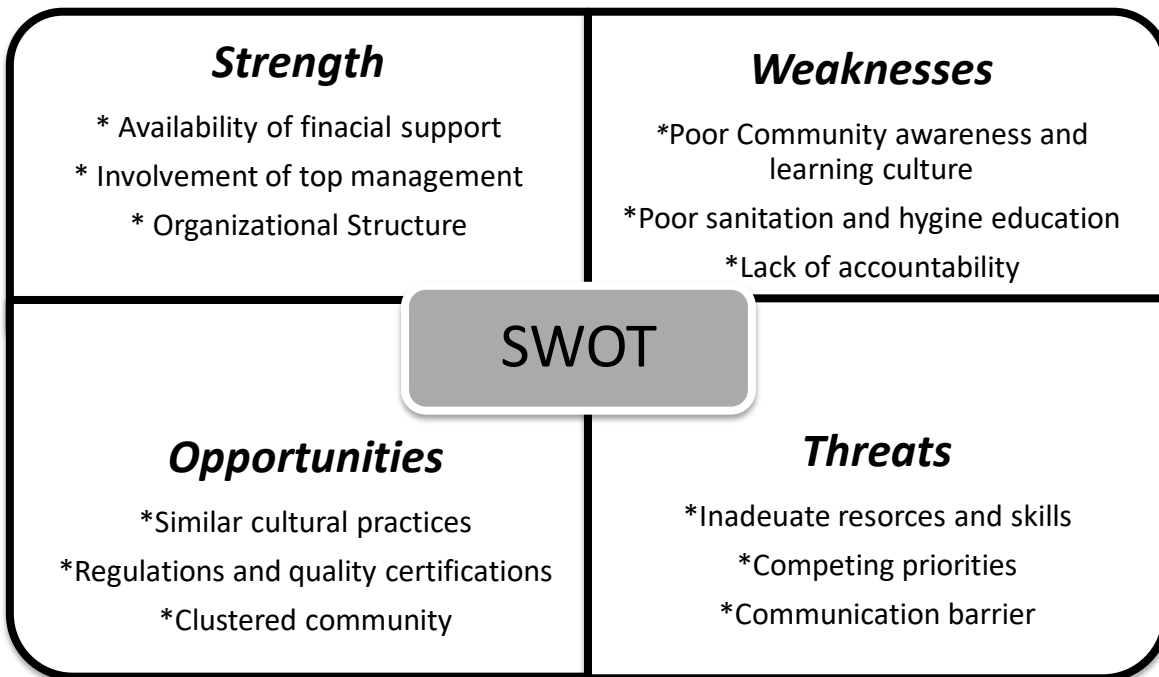 Strength
* Availability of finacial support
* Involvement of top management
* Organizational Structure
Weaknesses
*Poor Community awareness and
learning culture
*Poor sanitation and hygine education
*Lack of accountability
SWOT
Opportunities
*Similar cultural practices
*Regulations and quality certifications
*Clustered community
Threats
*Inadeuate resorces and skills
*Competing priorities
*Communication barrier